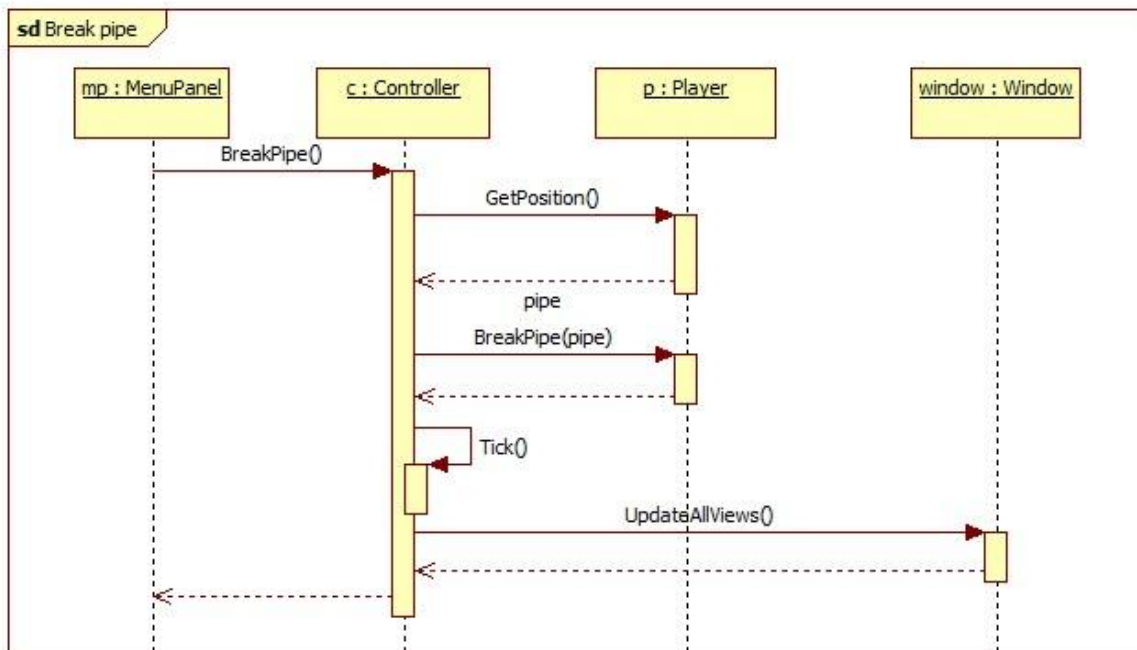 sd Break pipe
mp : MenuPanel
c : Controller
p : Player
window : Window
BreakPipe()
GetPosition()
pipe
BreakPipe(pipe)
Tick()
UpdateAllViews()